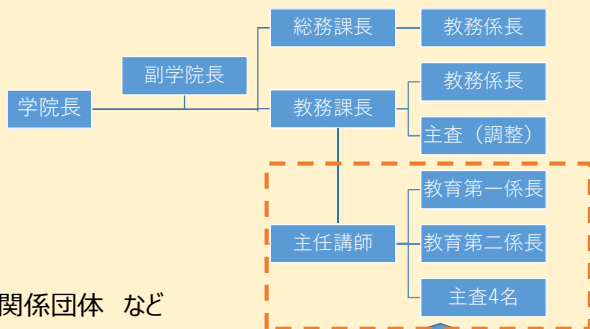 総務課長
教務係長
副学院長
教務係長
学院長
教務課長
主査（調整）
教育第一係長
主任講師
教育第二係長
主査4名
関係団体 など